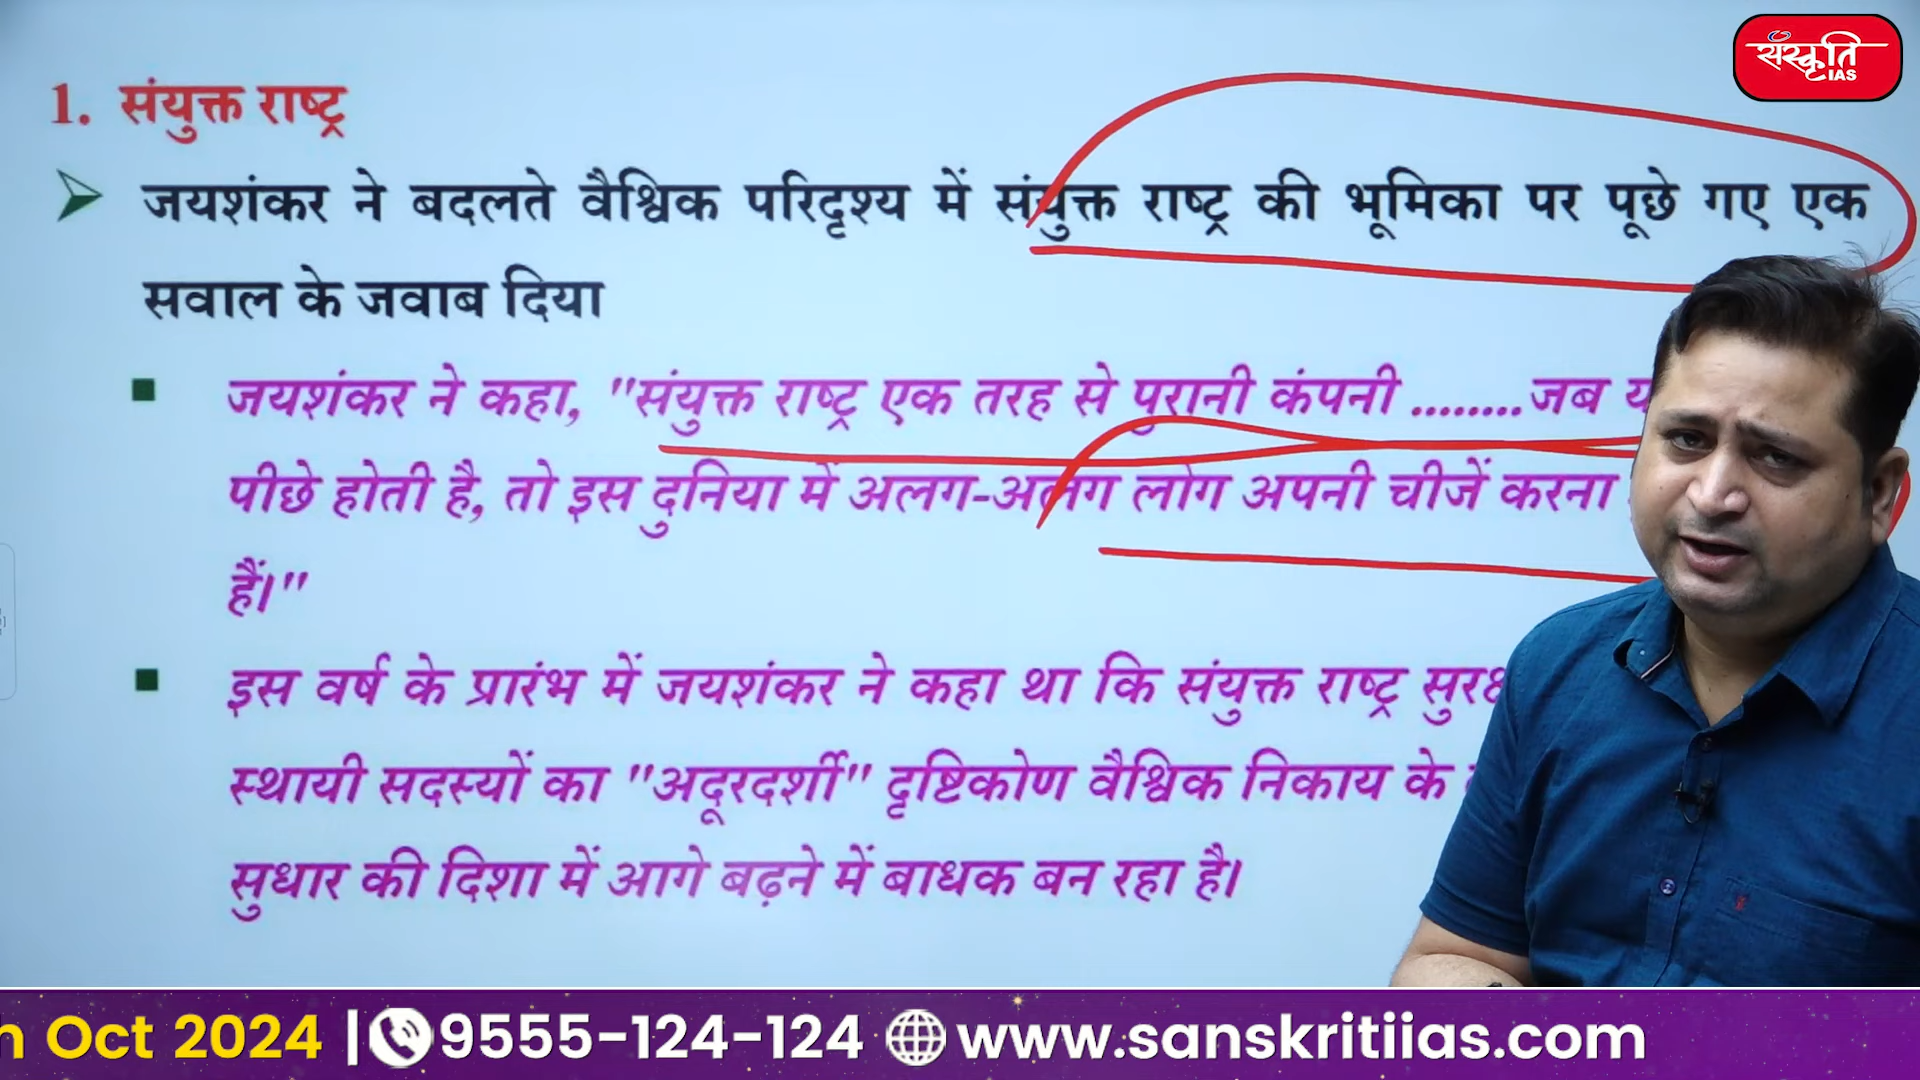 संस्कृति
IAS
1. संयुक्त राष्ट्र
जयशंकर ने बदलते वैश्विक परिदृश्य में संयुक्त राष्ट्र की भूमिका पर पूछे गए एक
सवाल के जवाब दिया
जयशंकर ने कहा, "संयुक्त राष्ट्र एक तरह से पुरानी कंपनी ........जब
पीछे होती है, तो इस दुनिया में अलग-अलग लोग अपनी चीजें करना
हैं।"
इस वर्ष के प्रारंभ में जयशंकर ने कहा था कि संयुक्त राष्ट्र
स्थायी सदस्यों का "अदूरदर्शी" दृष्टिकोण वैश्विक निकाय के
सुधार की दिशा में आगे बढ़ने में बाधक बन रहा है।
Oct 2024 | 9555-124-124 www.sanskritiias.com